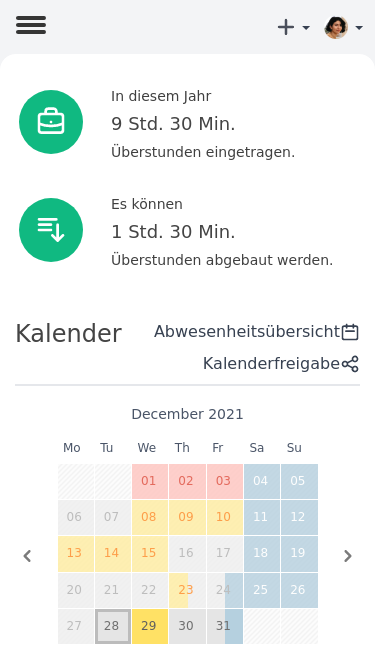 In diesem Jahr
9 Std. 30 Min.
Überstunden eingetragen.
Es können
1 Std. 30 Min.
Überstunden abgebaut werden.
Kalender
Abwesenheitsübersicht
Kalenderfreigabe
December 2021
Mo Tu We Th Fr Sa Su
01 02 03 04 05
06 07 08 09 10 11 12
13 14 15 16 17 18 19
20 21 22 23 24 25 26
27 28 29 30 31